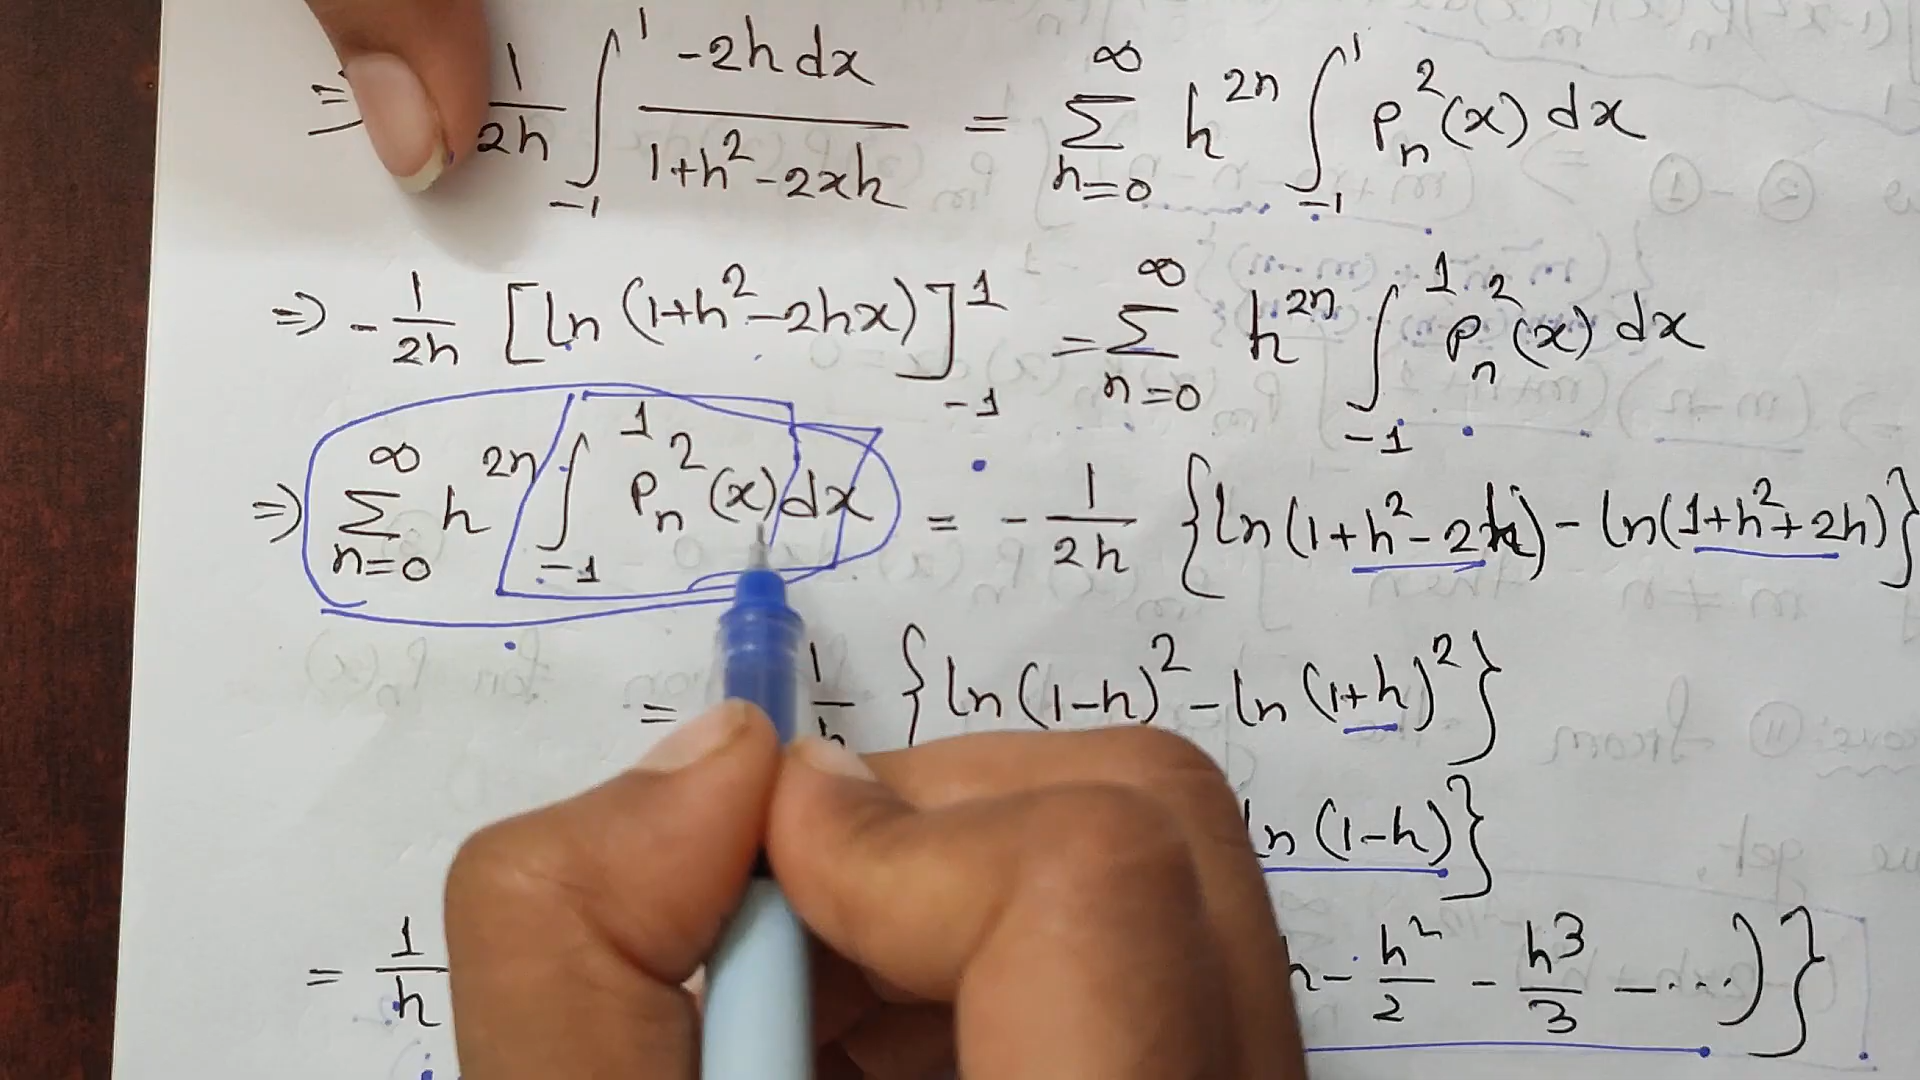 ⇒ 1/2h ∫_{-1}^{1} -2h dx / 1+h²-2xh = Σ_{n=0}^{∞} h^{2n} ∫_{-1}^{1} P_n²(x) dx
⇒ -1/2h [ln (1+h²-2hx)]_{-1}^{1} = Σ_{n=0}^{∞} h^{2n} ∫_{-1}^{1} P_n²(x) dx
⇒ Σ_{n=0}^{∞} h^{2n} ∫_{-1}^{1} P_n²(x) dx = -1/2h {ln (1+h²-2h) - ln(1+h²+2h)}
= 1/h {ln (1-h)² - ln (1+h)²}
ln (1-h)}
= 1/h h - h²/2 - h³/3 - ...)}